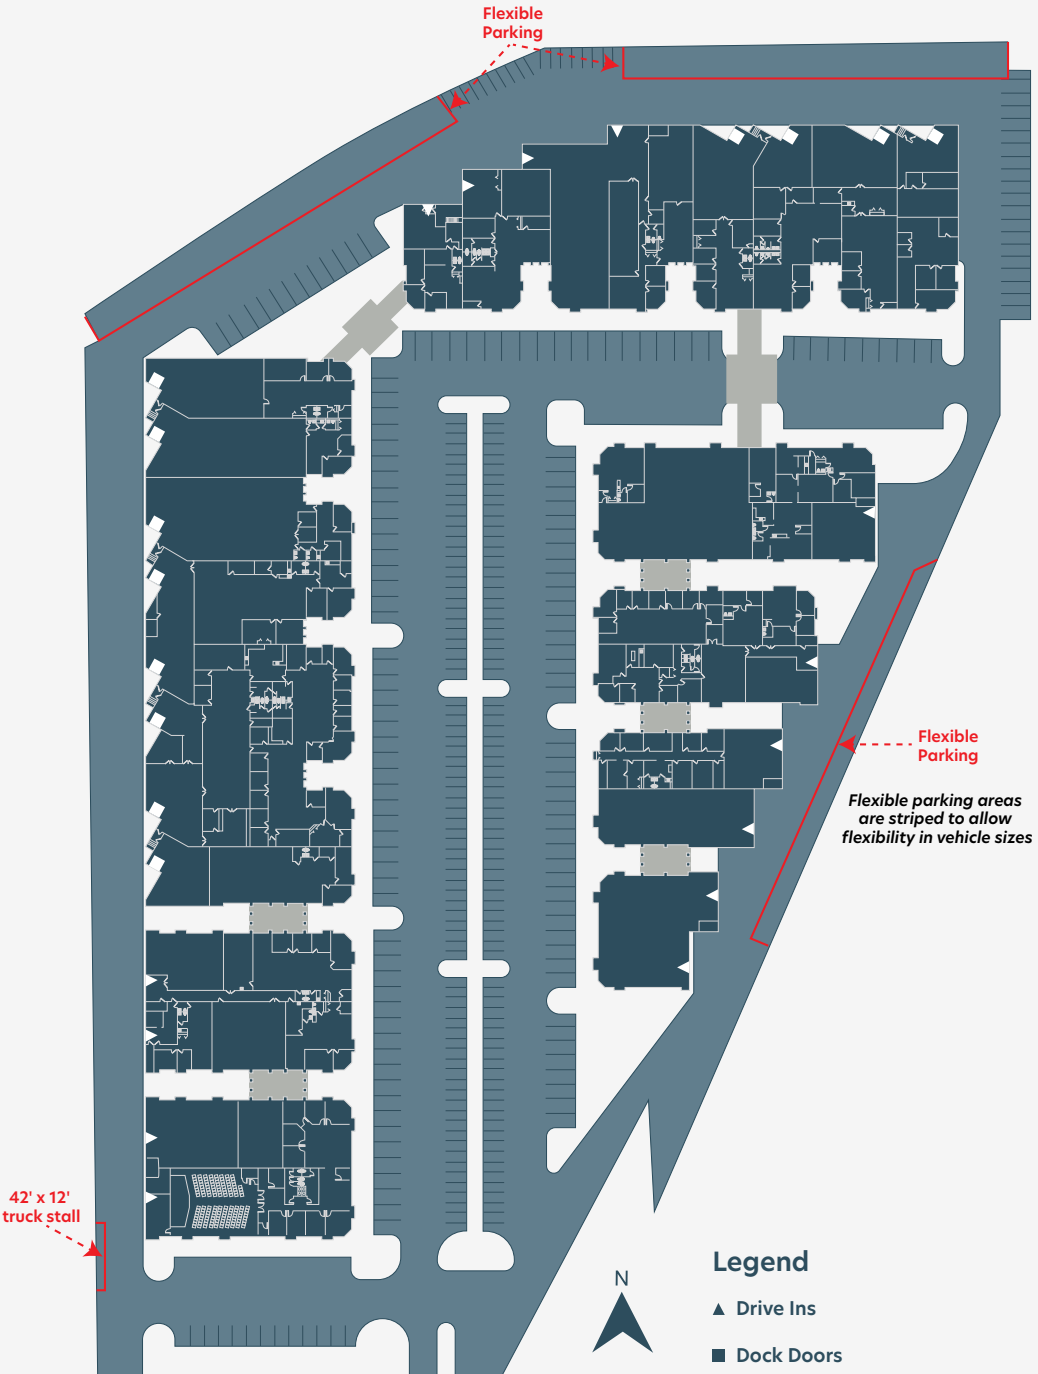 Flexible
Parking
Flexible
Parking
Flexible parking areas
are striped to allow
flexibility in vehicle sizes
42' x 12'
truck stall
N
Legend
Drive Ins
Dock Doors